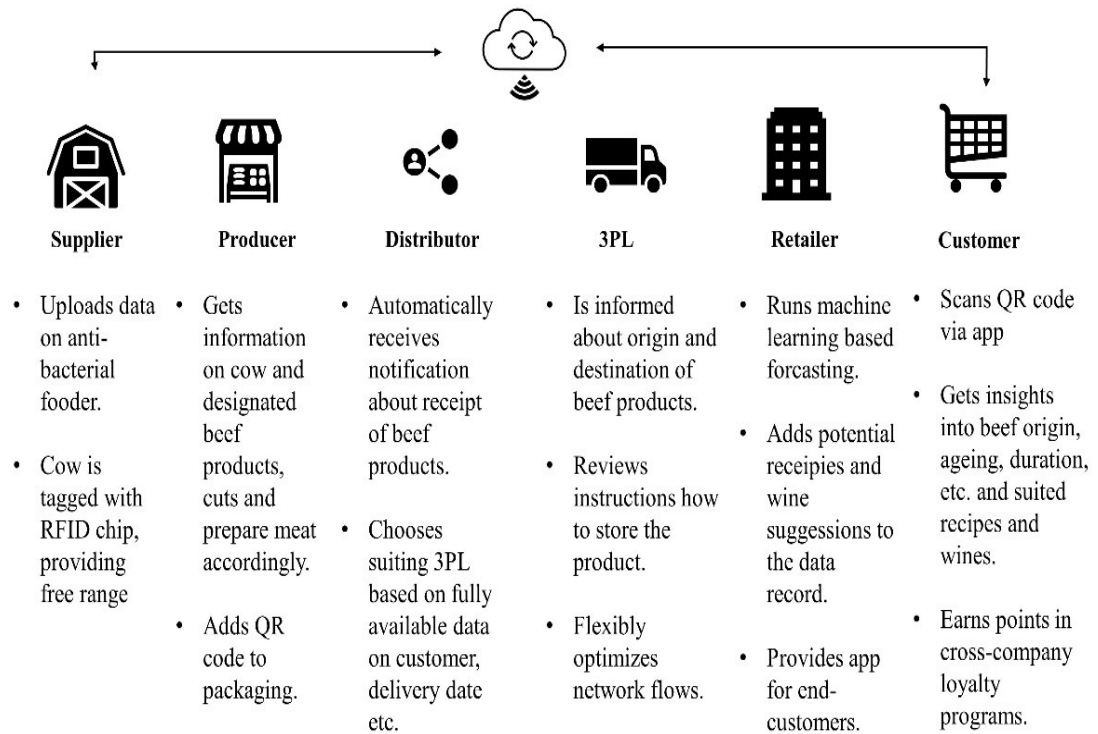 Supplier
Producer
Distributor
3PL
Retailer
Customer
• Uploads data
on anti-
bacterial
fooder.
• Cow is
tagged with
RFID chip,
providing
free range
• Gets
information
on cow and
designated
beef
products,
cuts and
prepare meat
accordingly.
• Adds QR
code to
packaging.
• Automatically
receives
notification
about receipt
of beef
products.
• Chooses
suiting 3PL
based on fully
available data
on customer,
delivery date
etc.
• Is informed
about origin and
destination of
beef products.
• Reviews
instructions how
to store the
product.
• Flexibly
optimizes
network flows.
• Runs machine
learning based
forcasting.
• Adds potential
receipies and
wine
suggessions to
the data
record.
• Provides app
for end-
customers.
• Scans QR code
via app
• Gets insights
into beef origin,
ageing, duration,
etc. and suited
recipes and
wines.
• Earns points in
cross-company
loyalty
programs.